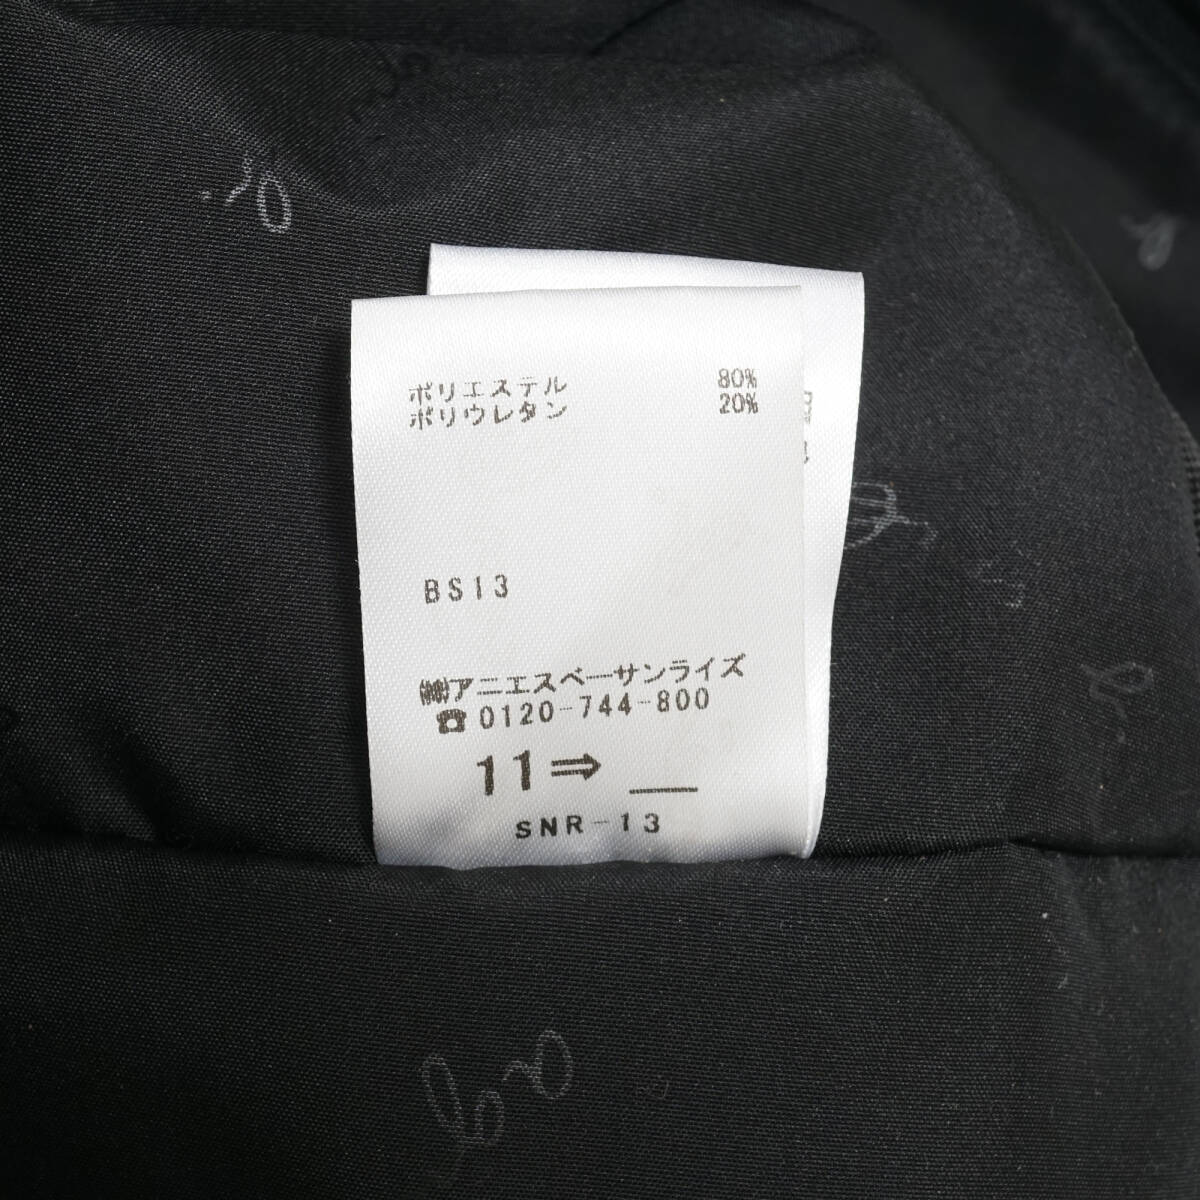 ポリエステル 80%
ポリウレタン 20%
BS13
㈱アニエスベーサンライズ
☎0120-744-800
11⇒
SNR-13